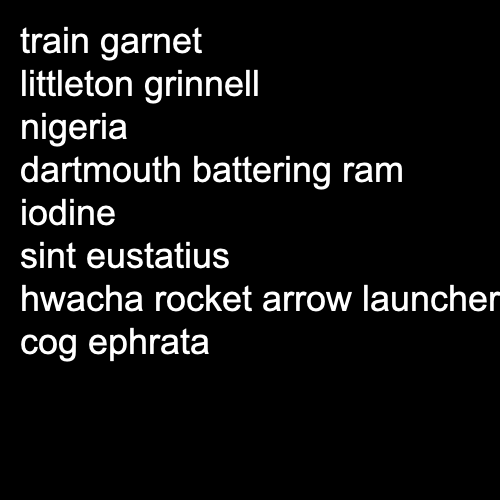 train garnet
littleton grinnell
nigeria
dartmouth battering ram
iodine
sint eustatius
hwacha rocket arrow launcher
cog ephrata